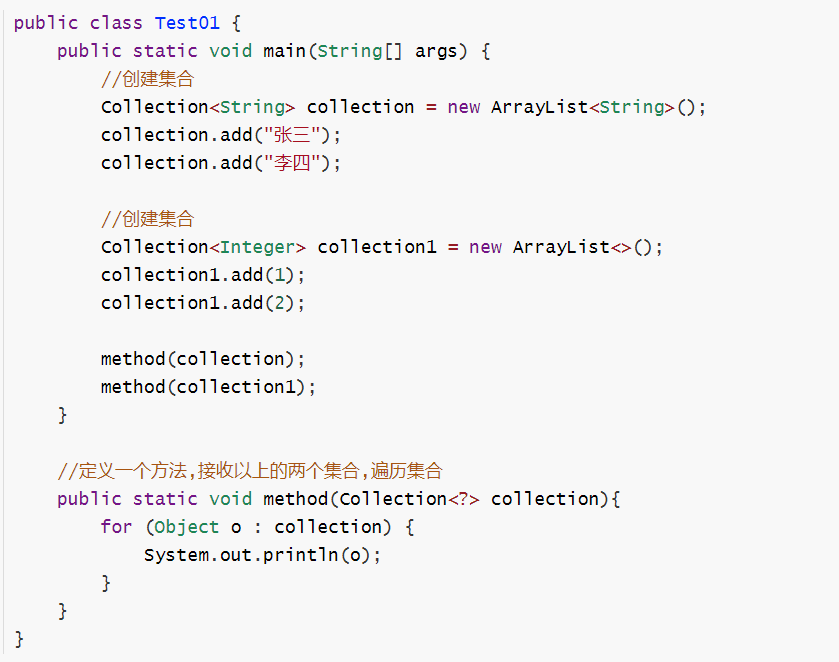 public class Test01 {
    public static void main(String[] args) {
        //创建集合
        Collection<String> collection = new ArrayList<String>();
        collection.add("张三");
        collection.add("李四");

        //创建集合
        Collection<Integer> collection1 = new ArrayList<>();
        collection1.add(1);
        collection1.add(2);

        method(collection);
        method(collection1);
    }

    //定义一个方法,接收以上的两个集合,遍历集合
    public static void method(Collection<?> collection){
        for (Object o : collection) {
            System.out.println(o);
        }
    }
}